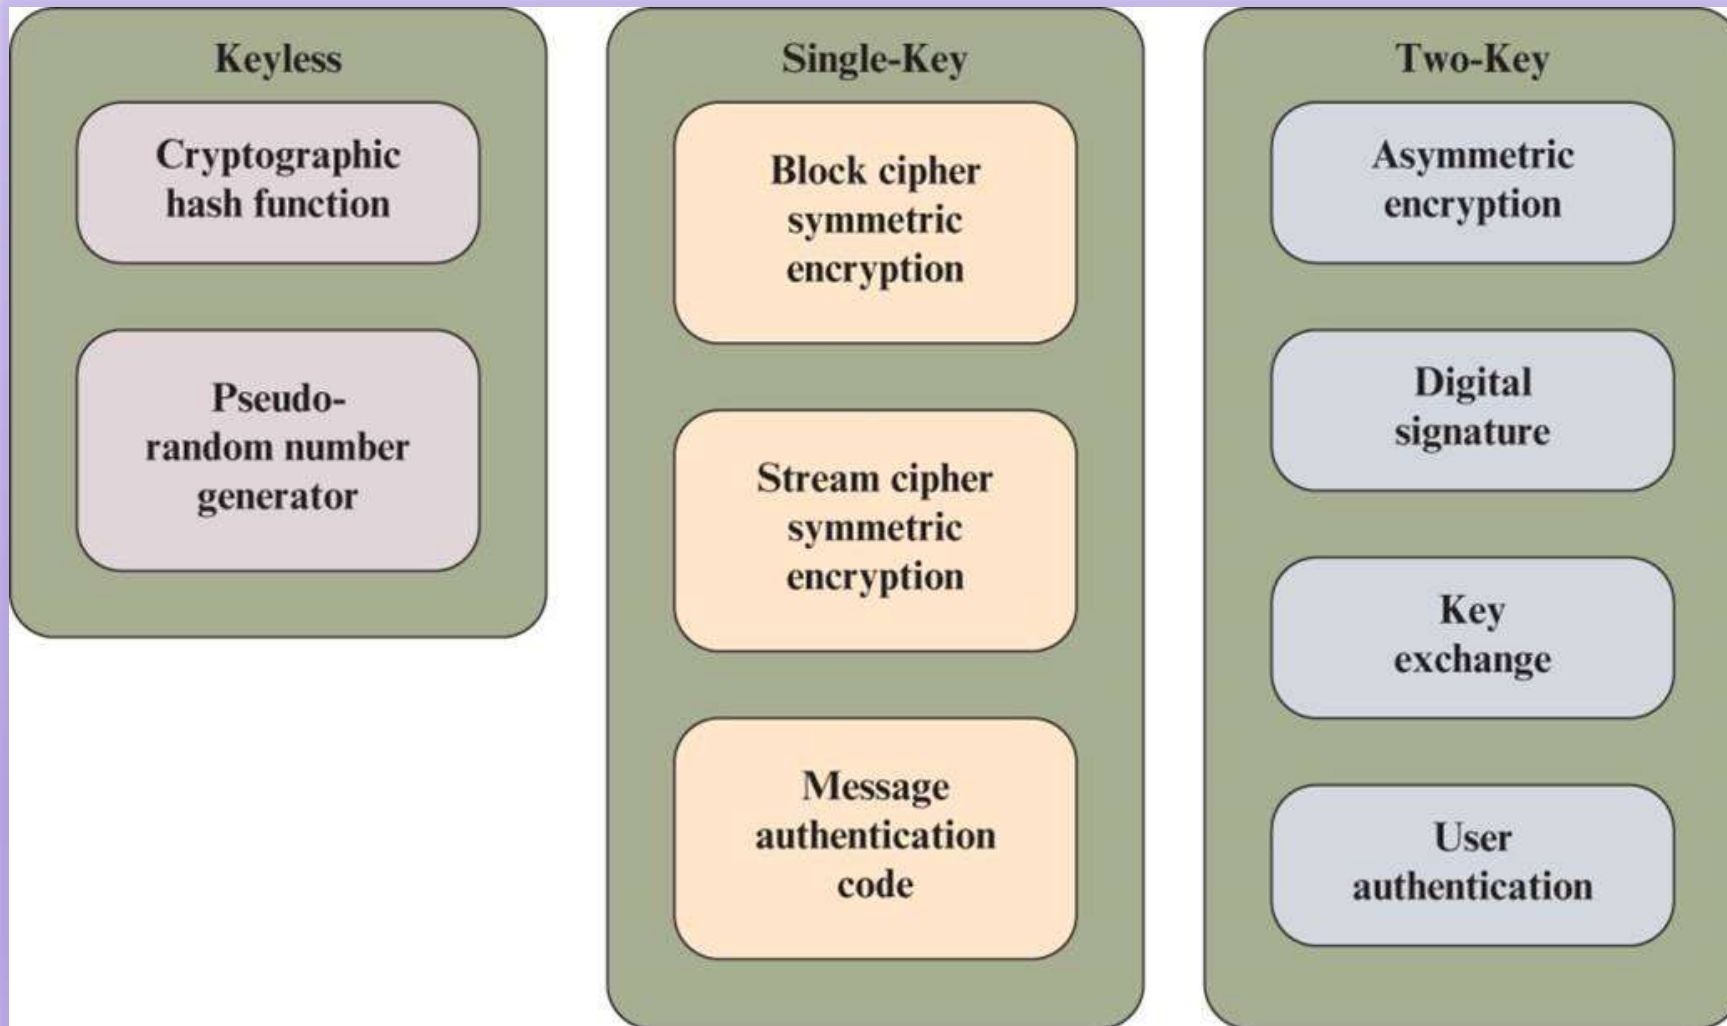 Keyless
Cryptographic
hash function
Pseudo-
random number
generator
Single-Key
Block cipher
symmetric
encryption
Stream cipher
symmetric
encryption
Message
authentication
code
Two-Key
Asymmetric
encryption
Digital
signature
Key
exchange
User
authentication